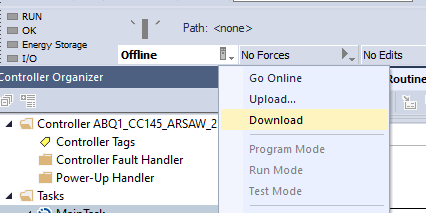 RUN
OK
Energy Storage
I/O
Path: <none>
Offline
No Forces
No Edits
Controller Organizer
Go Online
Upload...
Download
Program Mode
Run Mode
Test Mode
Routine
Controller ABQ1_CC145_ARSAW_2
Controller Tags
Controller Fault Handler
Power-Up Handler
Tasks
MainTask